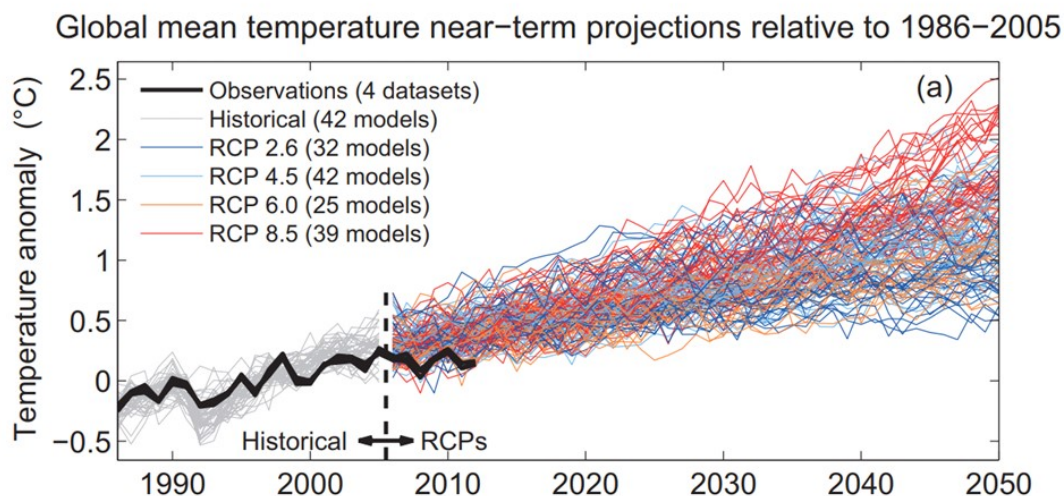 Global mean temperature near−term projections relative to 1986−2005
(a)
Observations (4 datasets)
Historical (42 models)
RCP 2.6 (32 models)
RCP 4.5 (42 models)
RCP 6.0 (25 models)
RCP 8.5 (39 models)
Temperature anomaly (°C)
2.5
2
1.5
1
0.5
0
−0.5
Historical
RCPs
1990
2000
2010
2020
2030
2040
2050